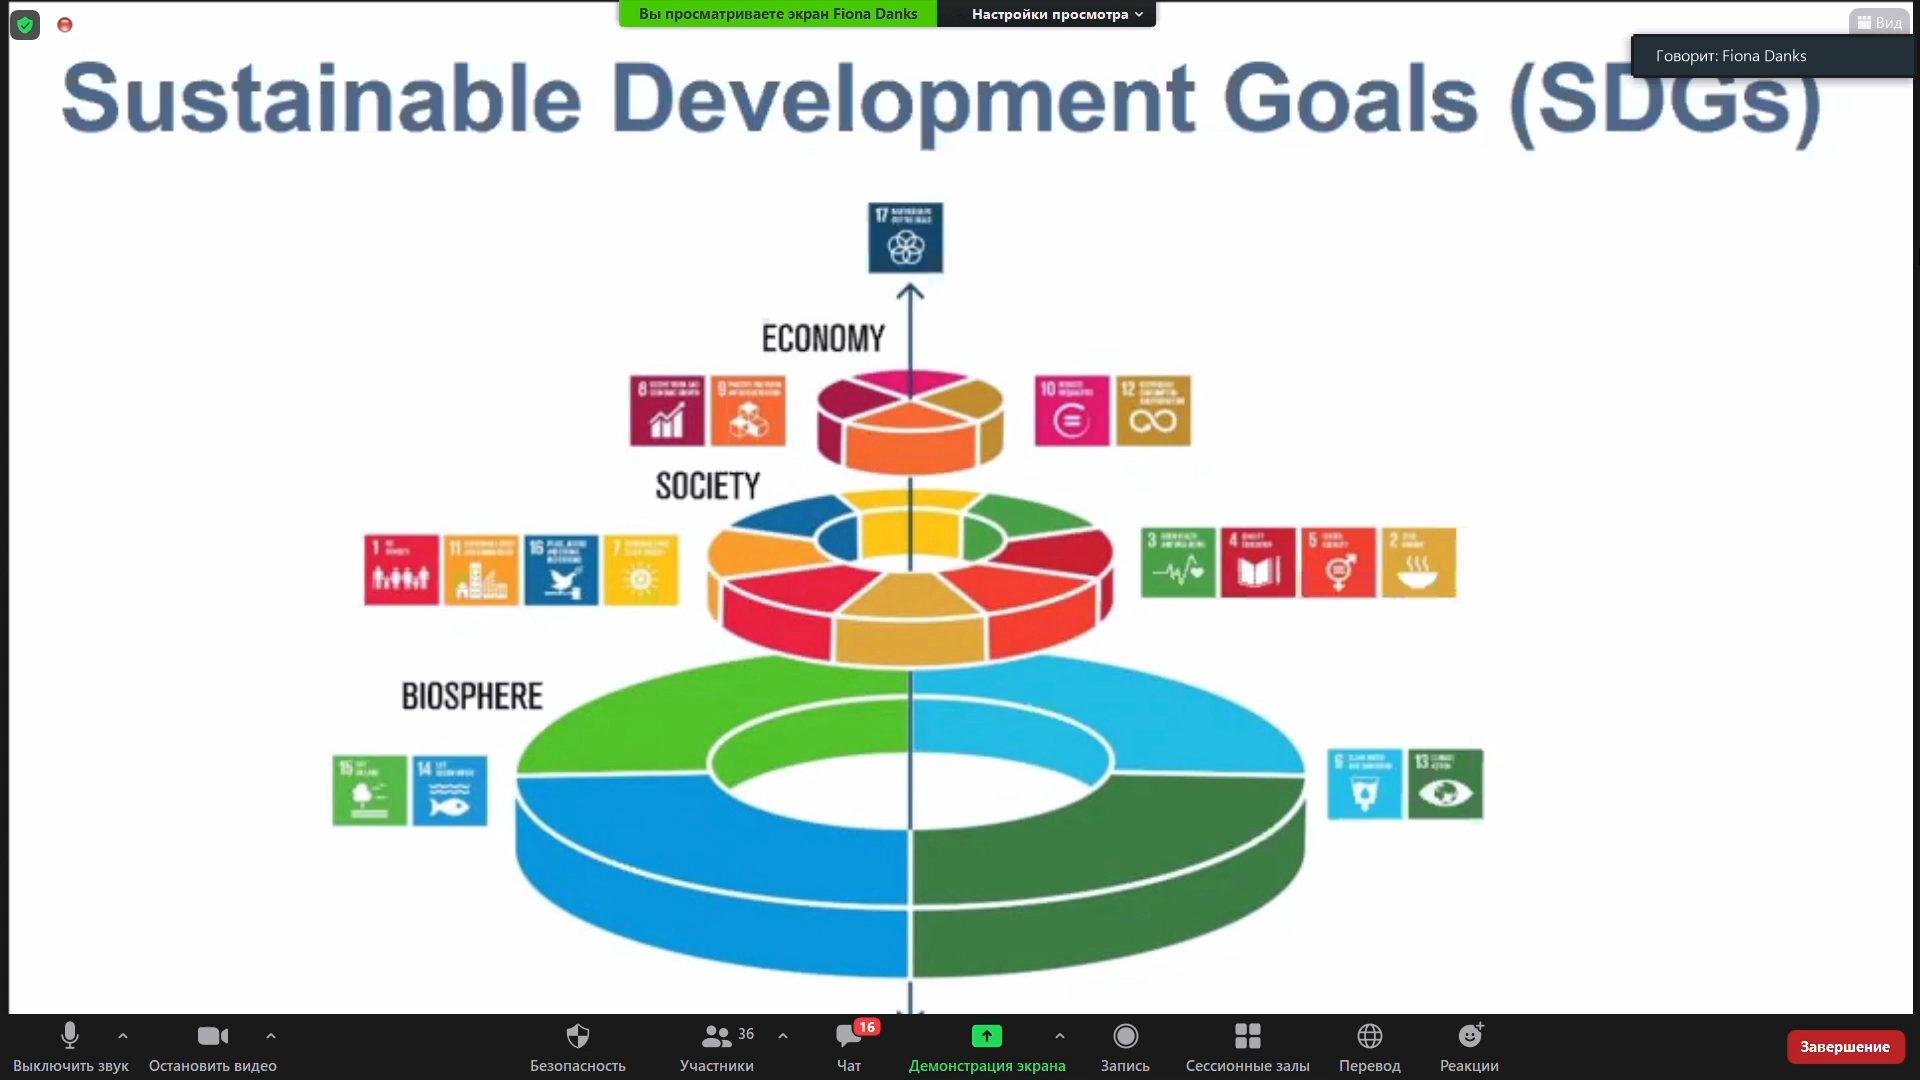 Вы просматриваете экран Fiona Danks
Настройки просмотра
Вид
Говорит: Fiona Danks
Sustainable Development Goals (SDGs)
17
ECONOMY
8
9
10
12
SOCIETY
1
11
16
7
3
4
5
2
BIOSPHERE
15
14
6
13
Выключить звук
Остановить видео
Безопасность
36
Участники
16
Чат
Демонстрация экрана
Запись
Сессионные залы
Перевод
Реакции
Завершение